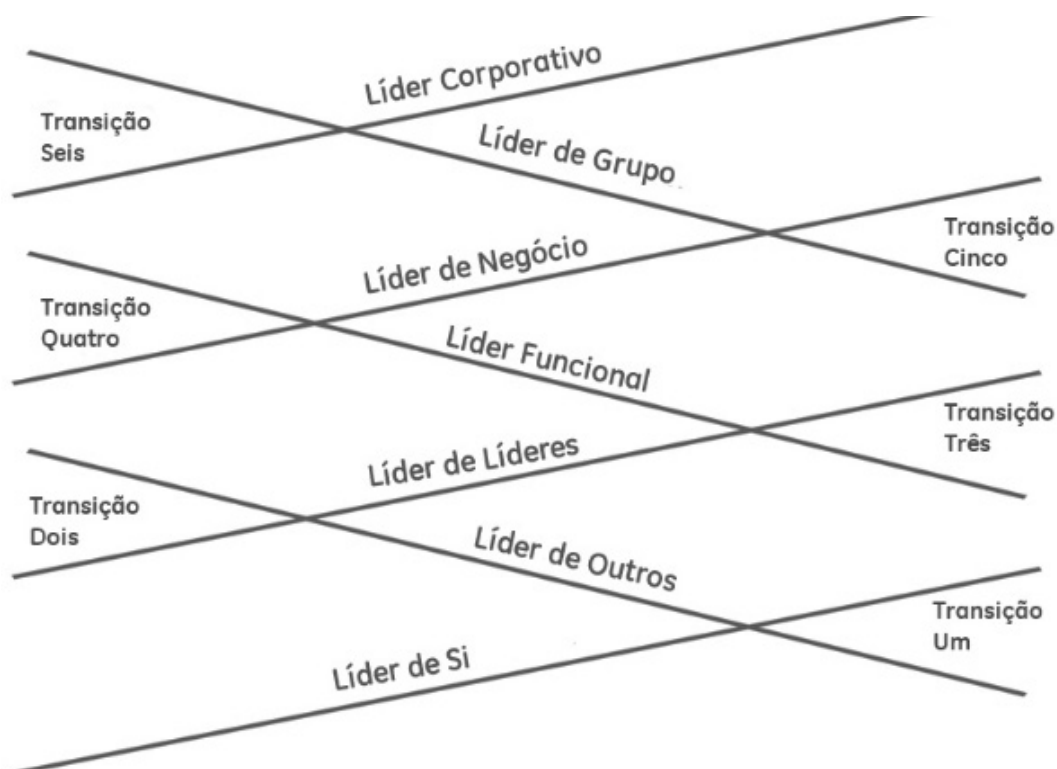 Líder Corporativo
Transição
Seis
Líder de Grupo
Transição
Cinco
Líder de Negócio
Transição
Quatro
Líder Funcional
Transição
Três
Líder de Líderes
Transição
Dois
Líder de Outros
Transição
Um
Líder de Si